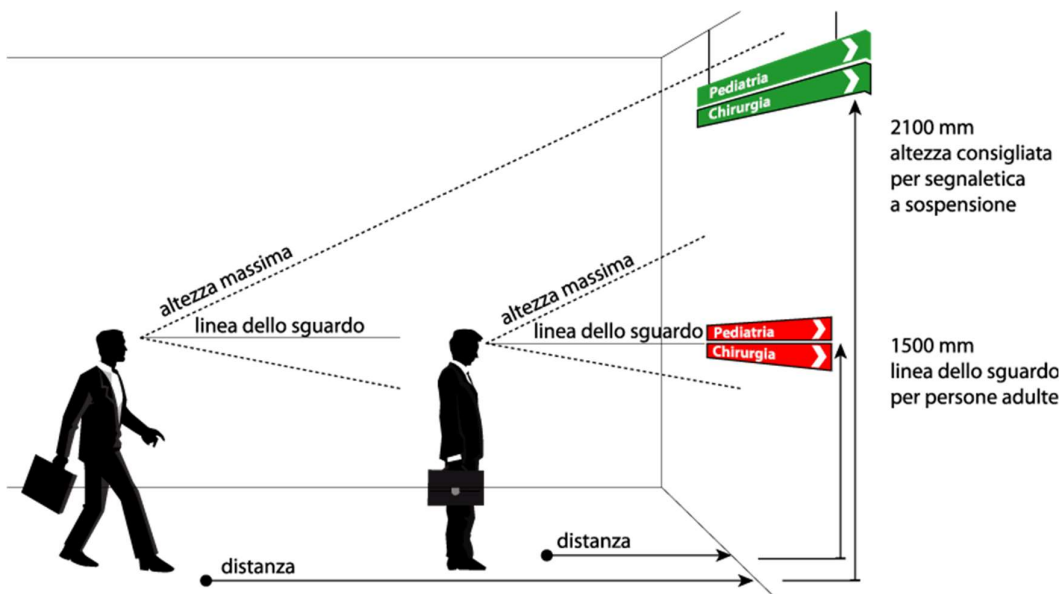 Pediatria
Chirurgia
2100 mm
altezza consigliata
per segnaletica
a sospensione
altezza massima
linea dello sguardo
altezza massima
linea dello sguardo
Pediatria
Chirurgia
1500 mm
linea dello sguardo
per persone adulte
distanza
distanza